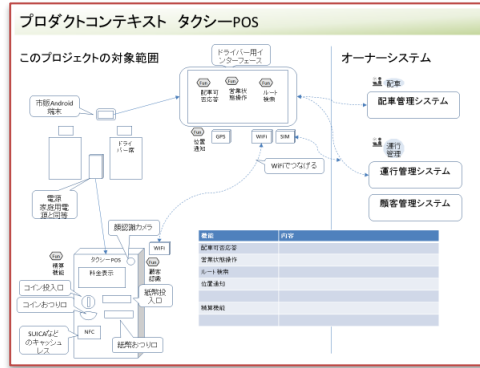 プロダクトコンテキスト タクシーPOS
このプロジェクトの対象範囲
オーナーシステム
ドライバー用イ
ンターフェース
Fun
Fun
Fun
配車可
否応答
営業状
態操作
ルート
検索
市販Android
端末
Fun
位置
通知
GPS
WiFi
SIM
配車
配車管理システム
運行
管理
運行管理システム
顧客管理システム
ドライ
バー席
WiFiでつなげる
電源
家庭用電
源と同等
顔認識カメラ
WiFi
Fun
積算
機能
タクシーPOS
料金表示
Fun
顧客
認識
コイン投入口
コインおつり口
紙幣投
入口
SUICAなど
のキャッシュ
レス
NFC
紙幣おつり口
機能 内容
配車可否応答
営業状態操作
ルート検索
位置通知
精算機能